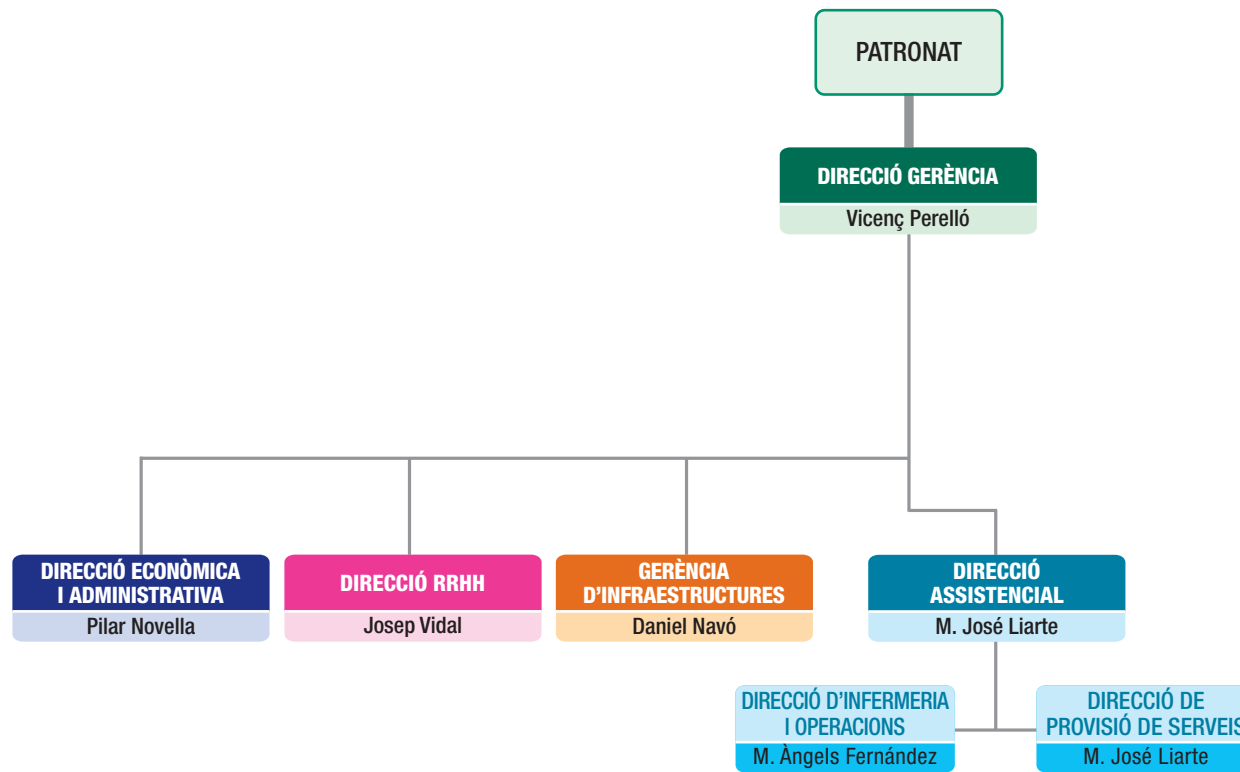 PATRONAT
DIRECCIÓ GERÈNCIA
Vicenç Perelló
DIRECCIÓ ECONÒMICA
I ADMINISTRATIVA
Pilar Novella
DIRECCIÓ RRHH
Josep Vidal
GERÈNCIA
D'INFRAESTRUCTURES
Daniel Navó
DIRECCIÓ
ASSISTENCIAL
M. José Liarte
DIRECCIÓ D'INFERMERIA
I OPERACIONS
M. Àngels Fernández
DIRECCIÓ DE
PROVISIÓ DE SERVEIS
M. José Liarte